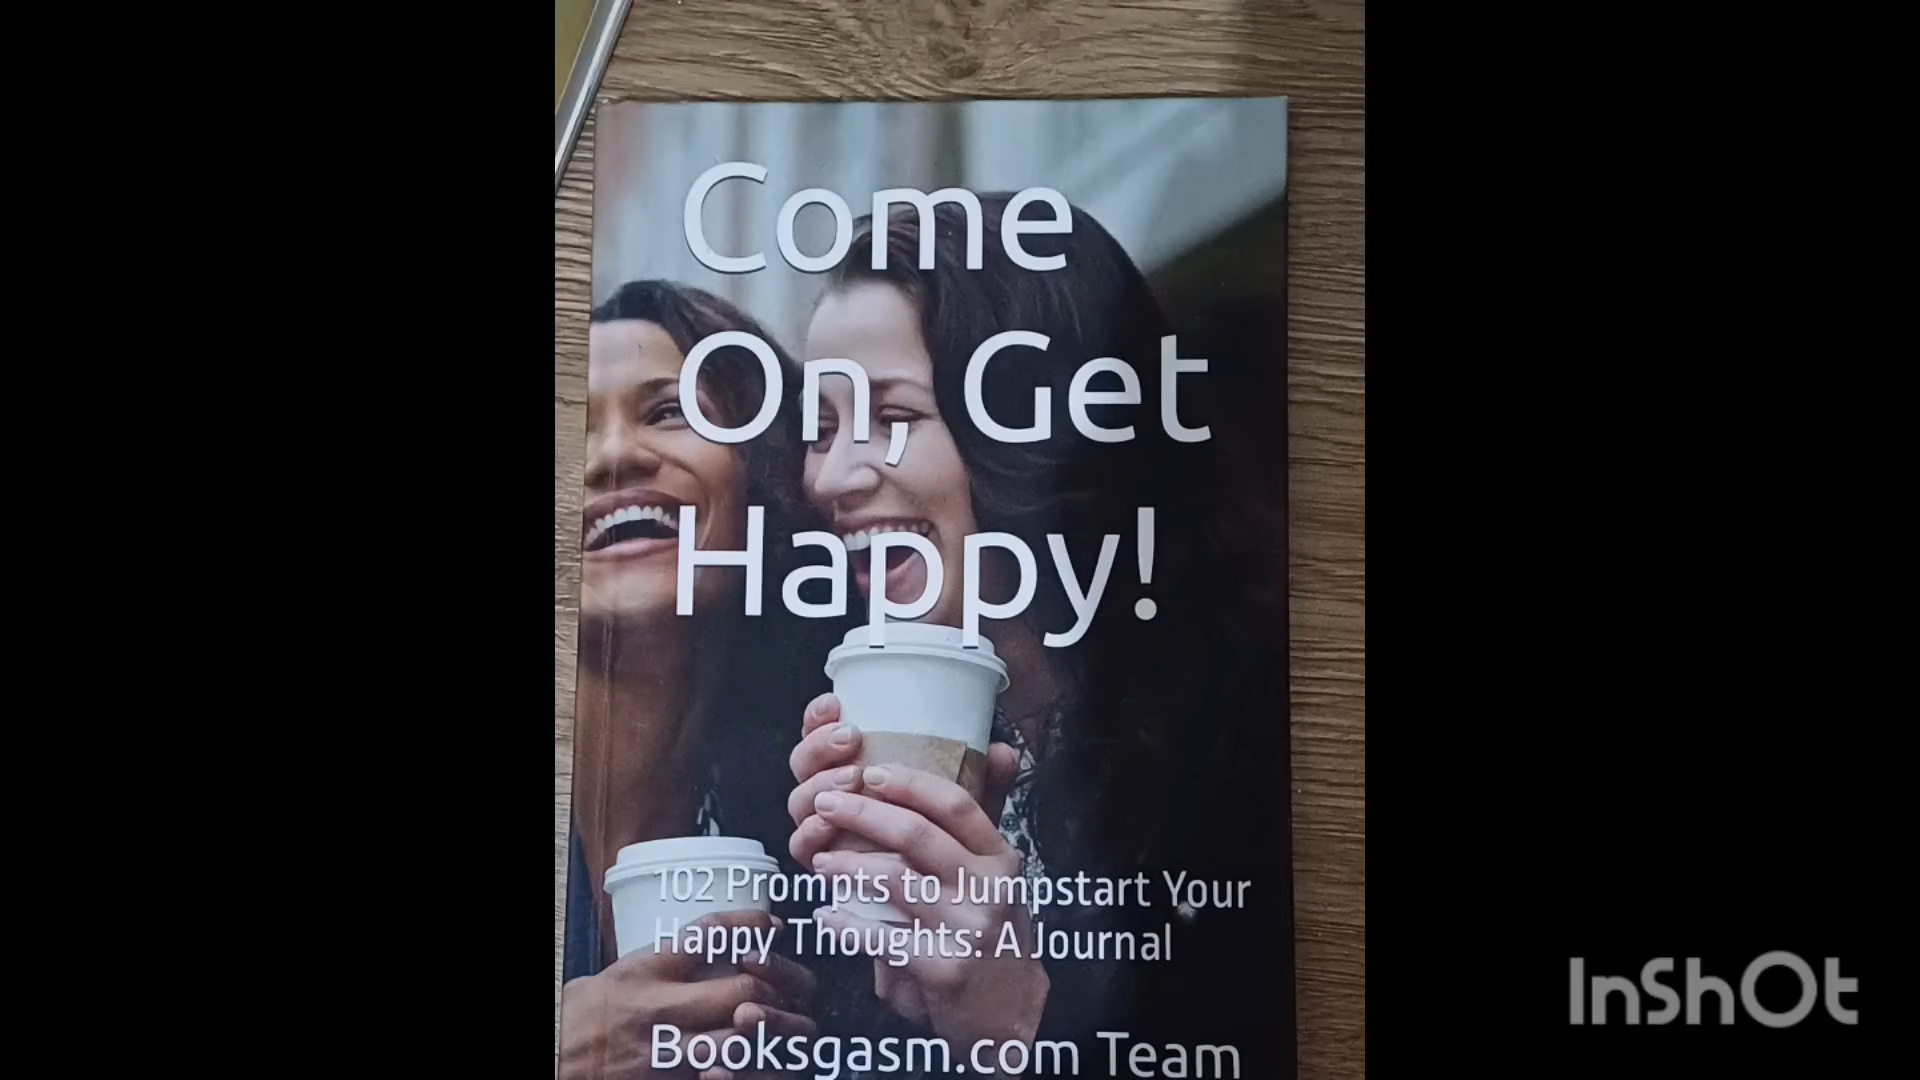 Come
On, Get
Happy!
102 Prompts to Jumpstart Your
Happy Thoughts: A Journal
Booksgasm.com Team
InShOt